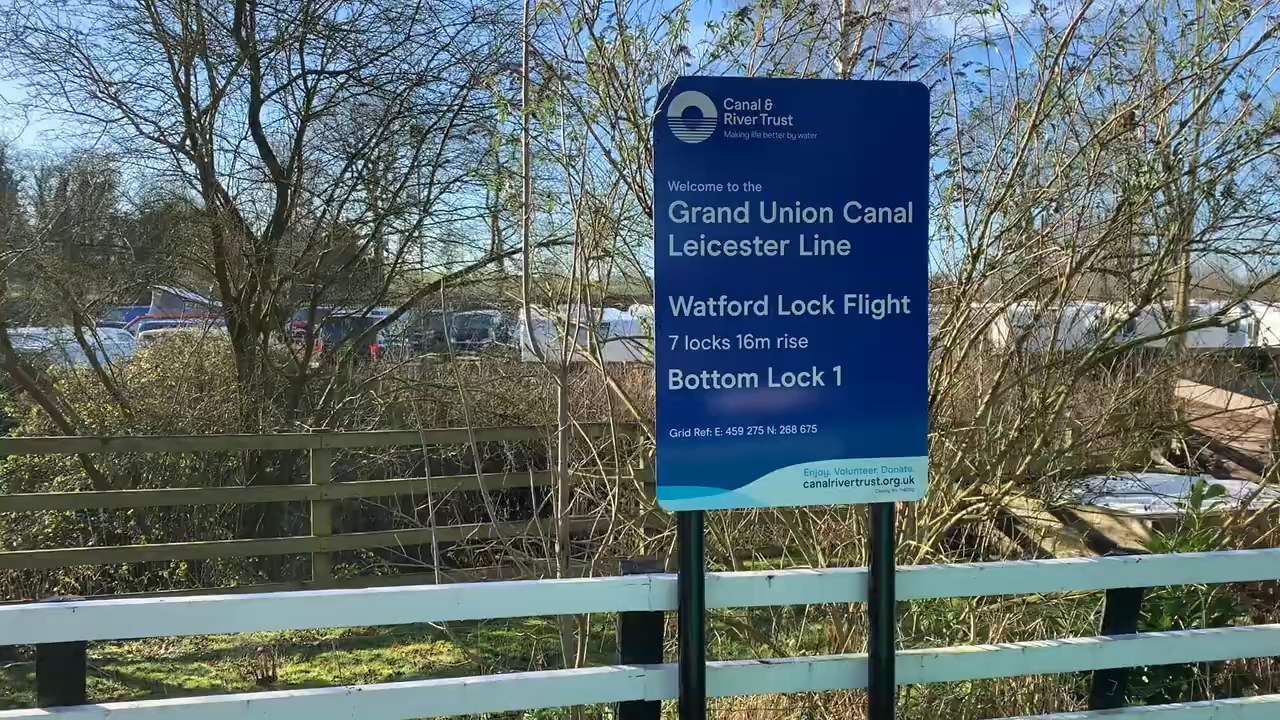 Canal &
River Trust
Making life better by water
Welcome to the
Grand Union Canal
Leicester Line
Watford Lock Flight
7 locks 16m rise
Bottom Lock 1
Grid Ref: E: 459 275 N: 268 675
Enjoy. Volunteer. Donate.
canalrivertrust.org.uk